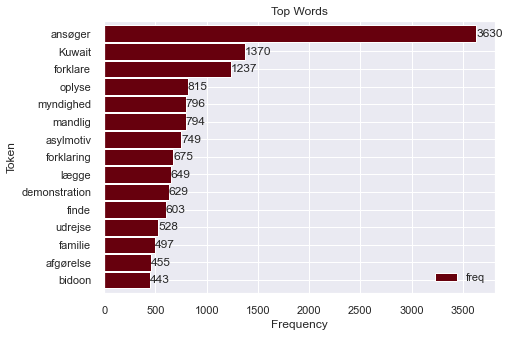 Top Words
ansøger 3630
Kuwait 1370
forklare 1237
oplyse 815
myndighed 796
mandlig 794
asylmotiv 749
forklaring 675
lægge 649
demonstration 629
finde 603
udrejse 528
familie 497
afgørelse 455
bidoon 443
freq
0 500 1000 1500 2000 2500 3000 3500
Frequency
Token